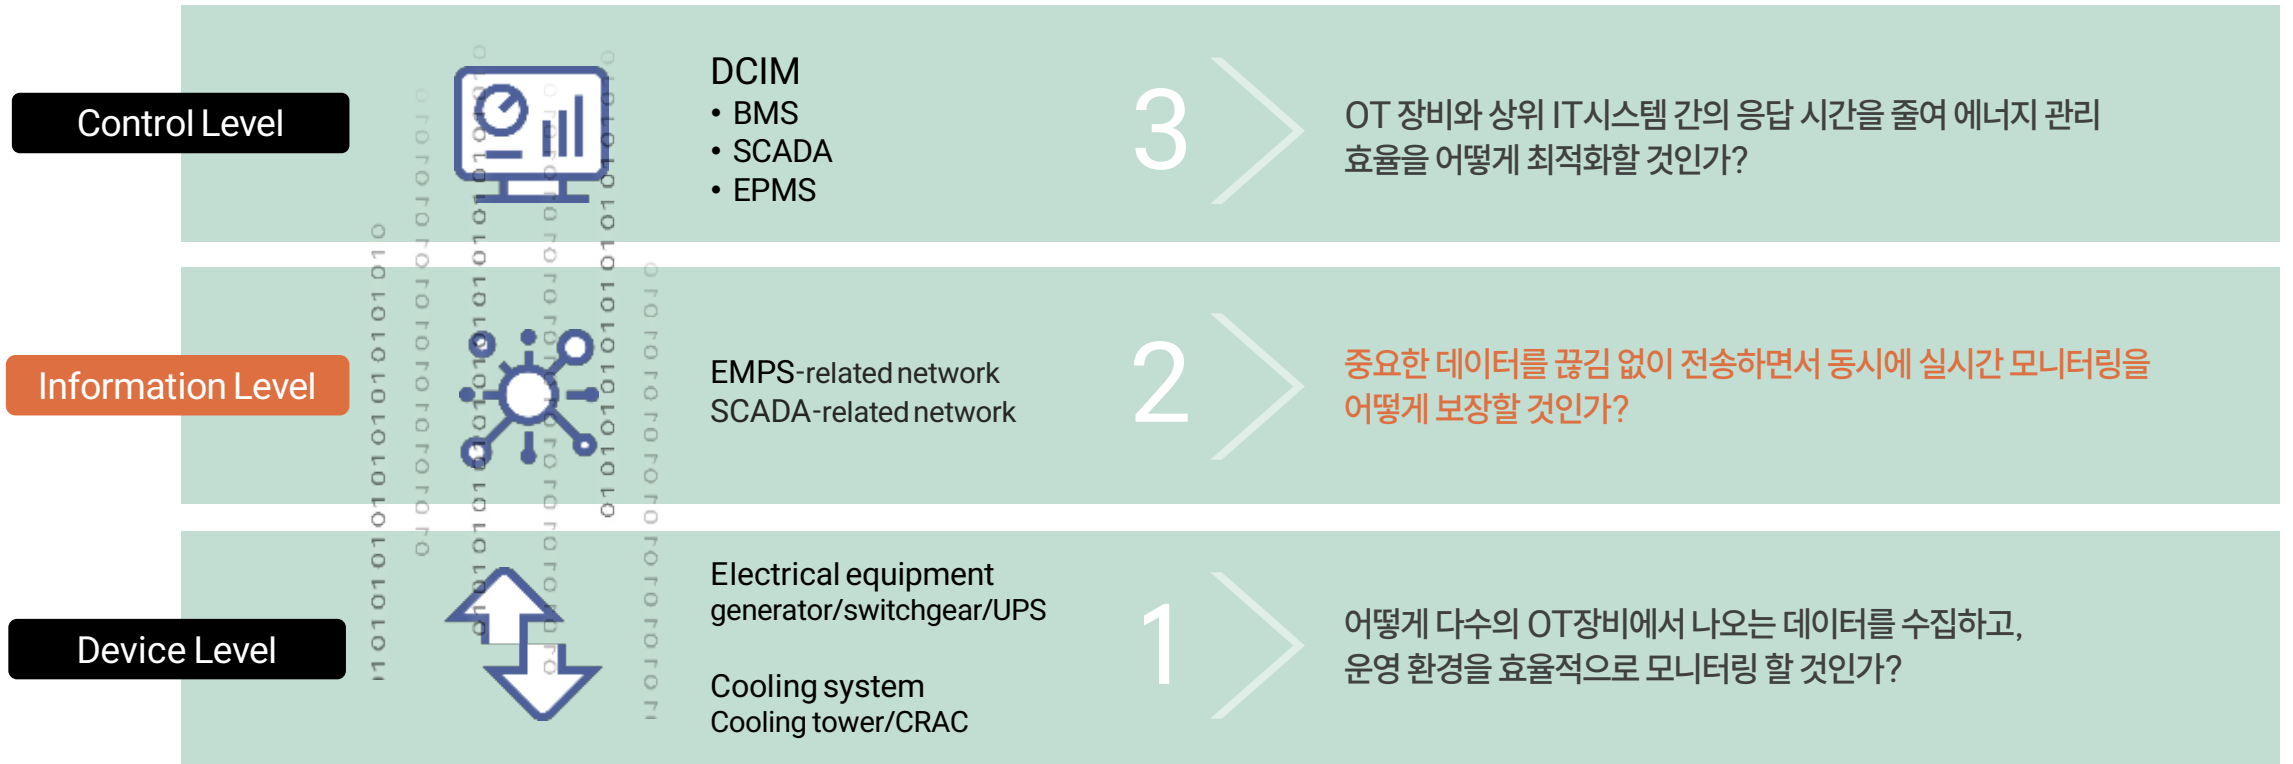 Control Level
DCIM
• BMS
• SCADA
• EPMS
3
OT 장비와 상위 IT시스템 간의 응답 시간을 줄여 에너지 관리
효율을 어떻게 최적화할 것인가?
Information Level
EMPS-related network
SCADA-related network
2
중요한 데이터를 끊김 없이 전송하면서 동시에 실시간 모니터링을
어떻게 보장할 것인가?
Device Level
Electrical equipment
generator/switchgear/UPS
Cooling system
Cooling tower/CRAC
1
어떻게 다수의 OT장비에서 나오는 데이터를 수집하고,
운영 환경을 효율적으로 모니터링 할 것인가?